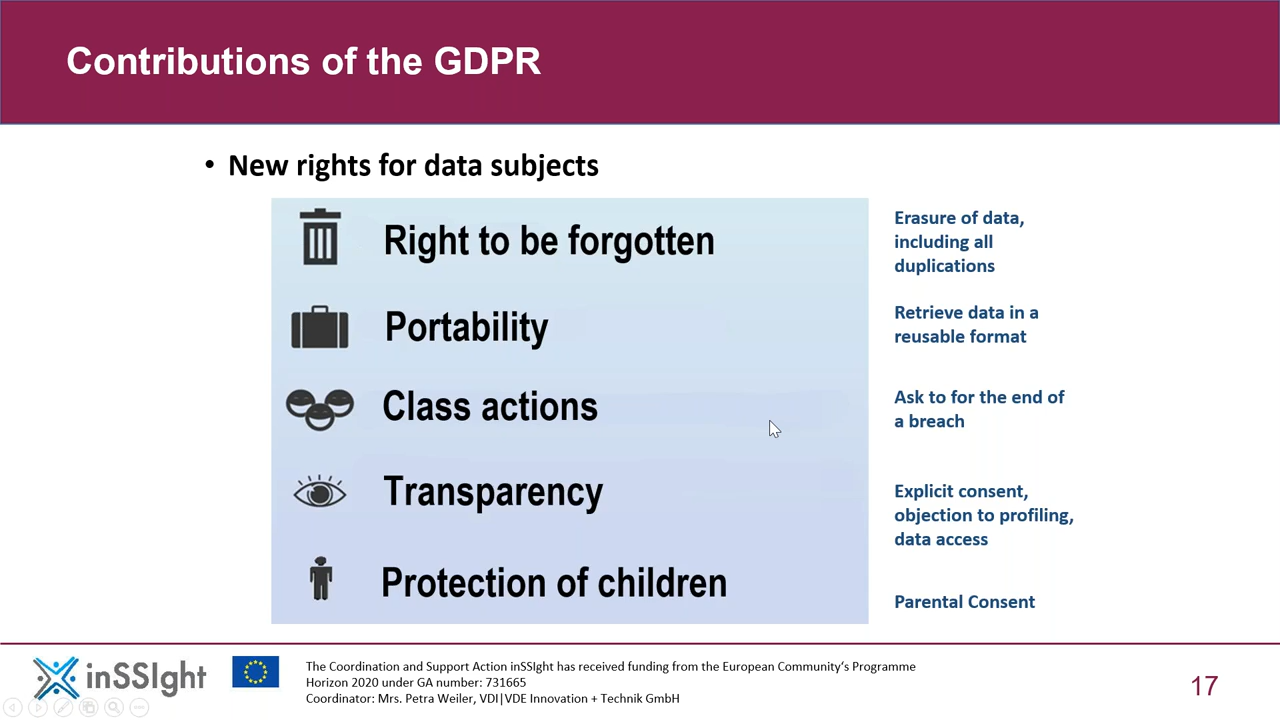 Contributions of the GDPR
• New rights for data subjects
Right to be forgotten
Erasure of data,
including all
duplications
Portability
Retrieve data in a
reusable format
Class actions
Ask to for the end of
a breach
Transparency
Explicit consent,
objection to profiling,
data access
Protection of children
Parental Consent
inSSIght
The Coordination and Support Action inSSIght has received funding from the European Community's Programme
Horizon 2020 under GA number: 731665
Coordinator: Mrs. Petra Weiler, VDI|VDE Innovation + Technik GmbH
17